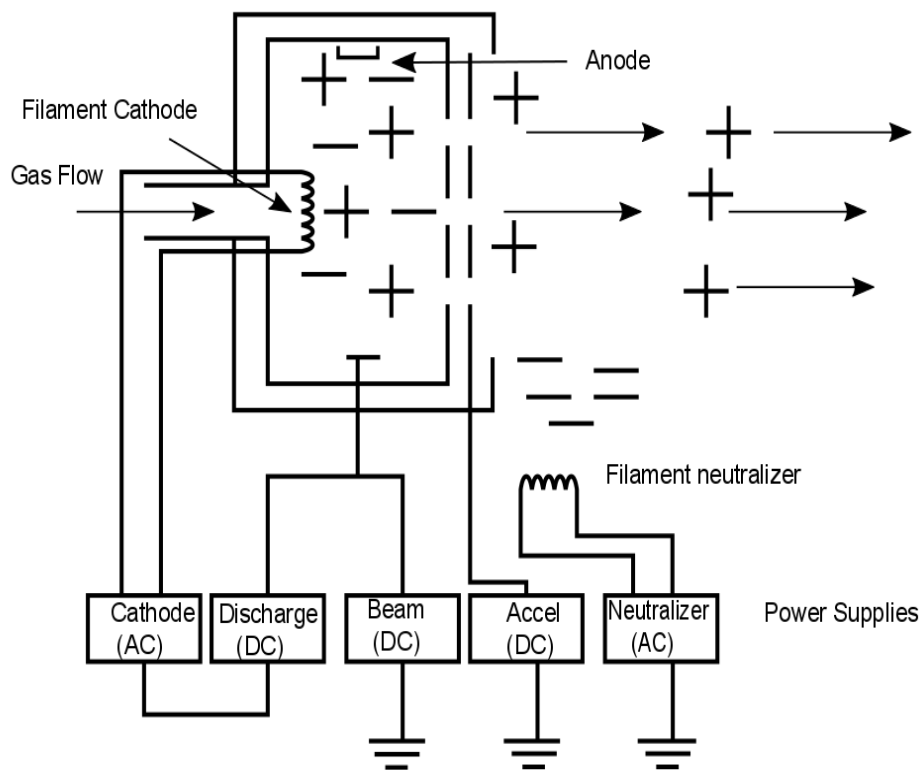 Anode
Filament Cathode
Gas Flow
Filament neutralizer
Cathode
(AC)
Discharge
(DC)
Beam
(DC)
Accel
(DC)
Neutralizer
(AC)
Power Supplies